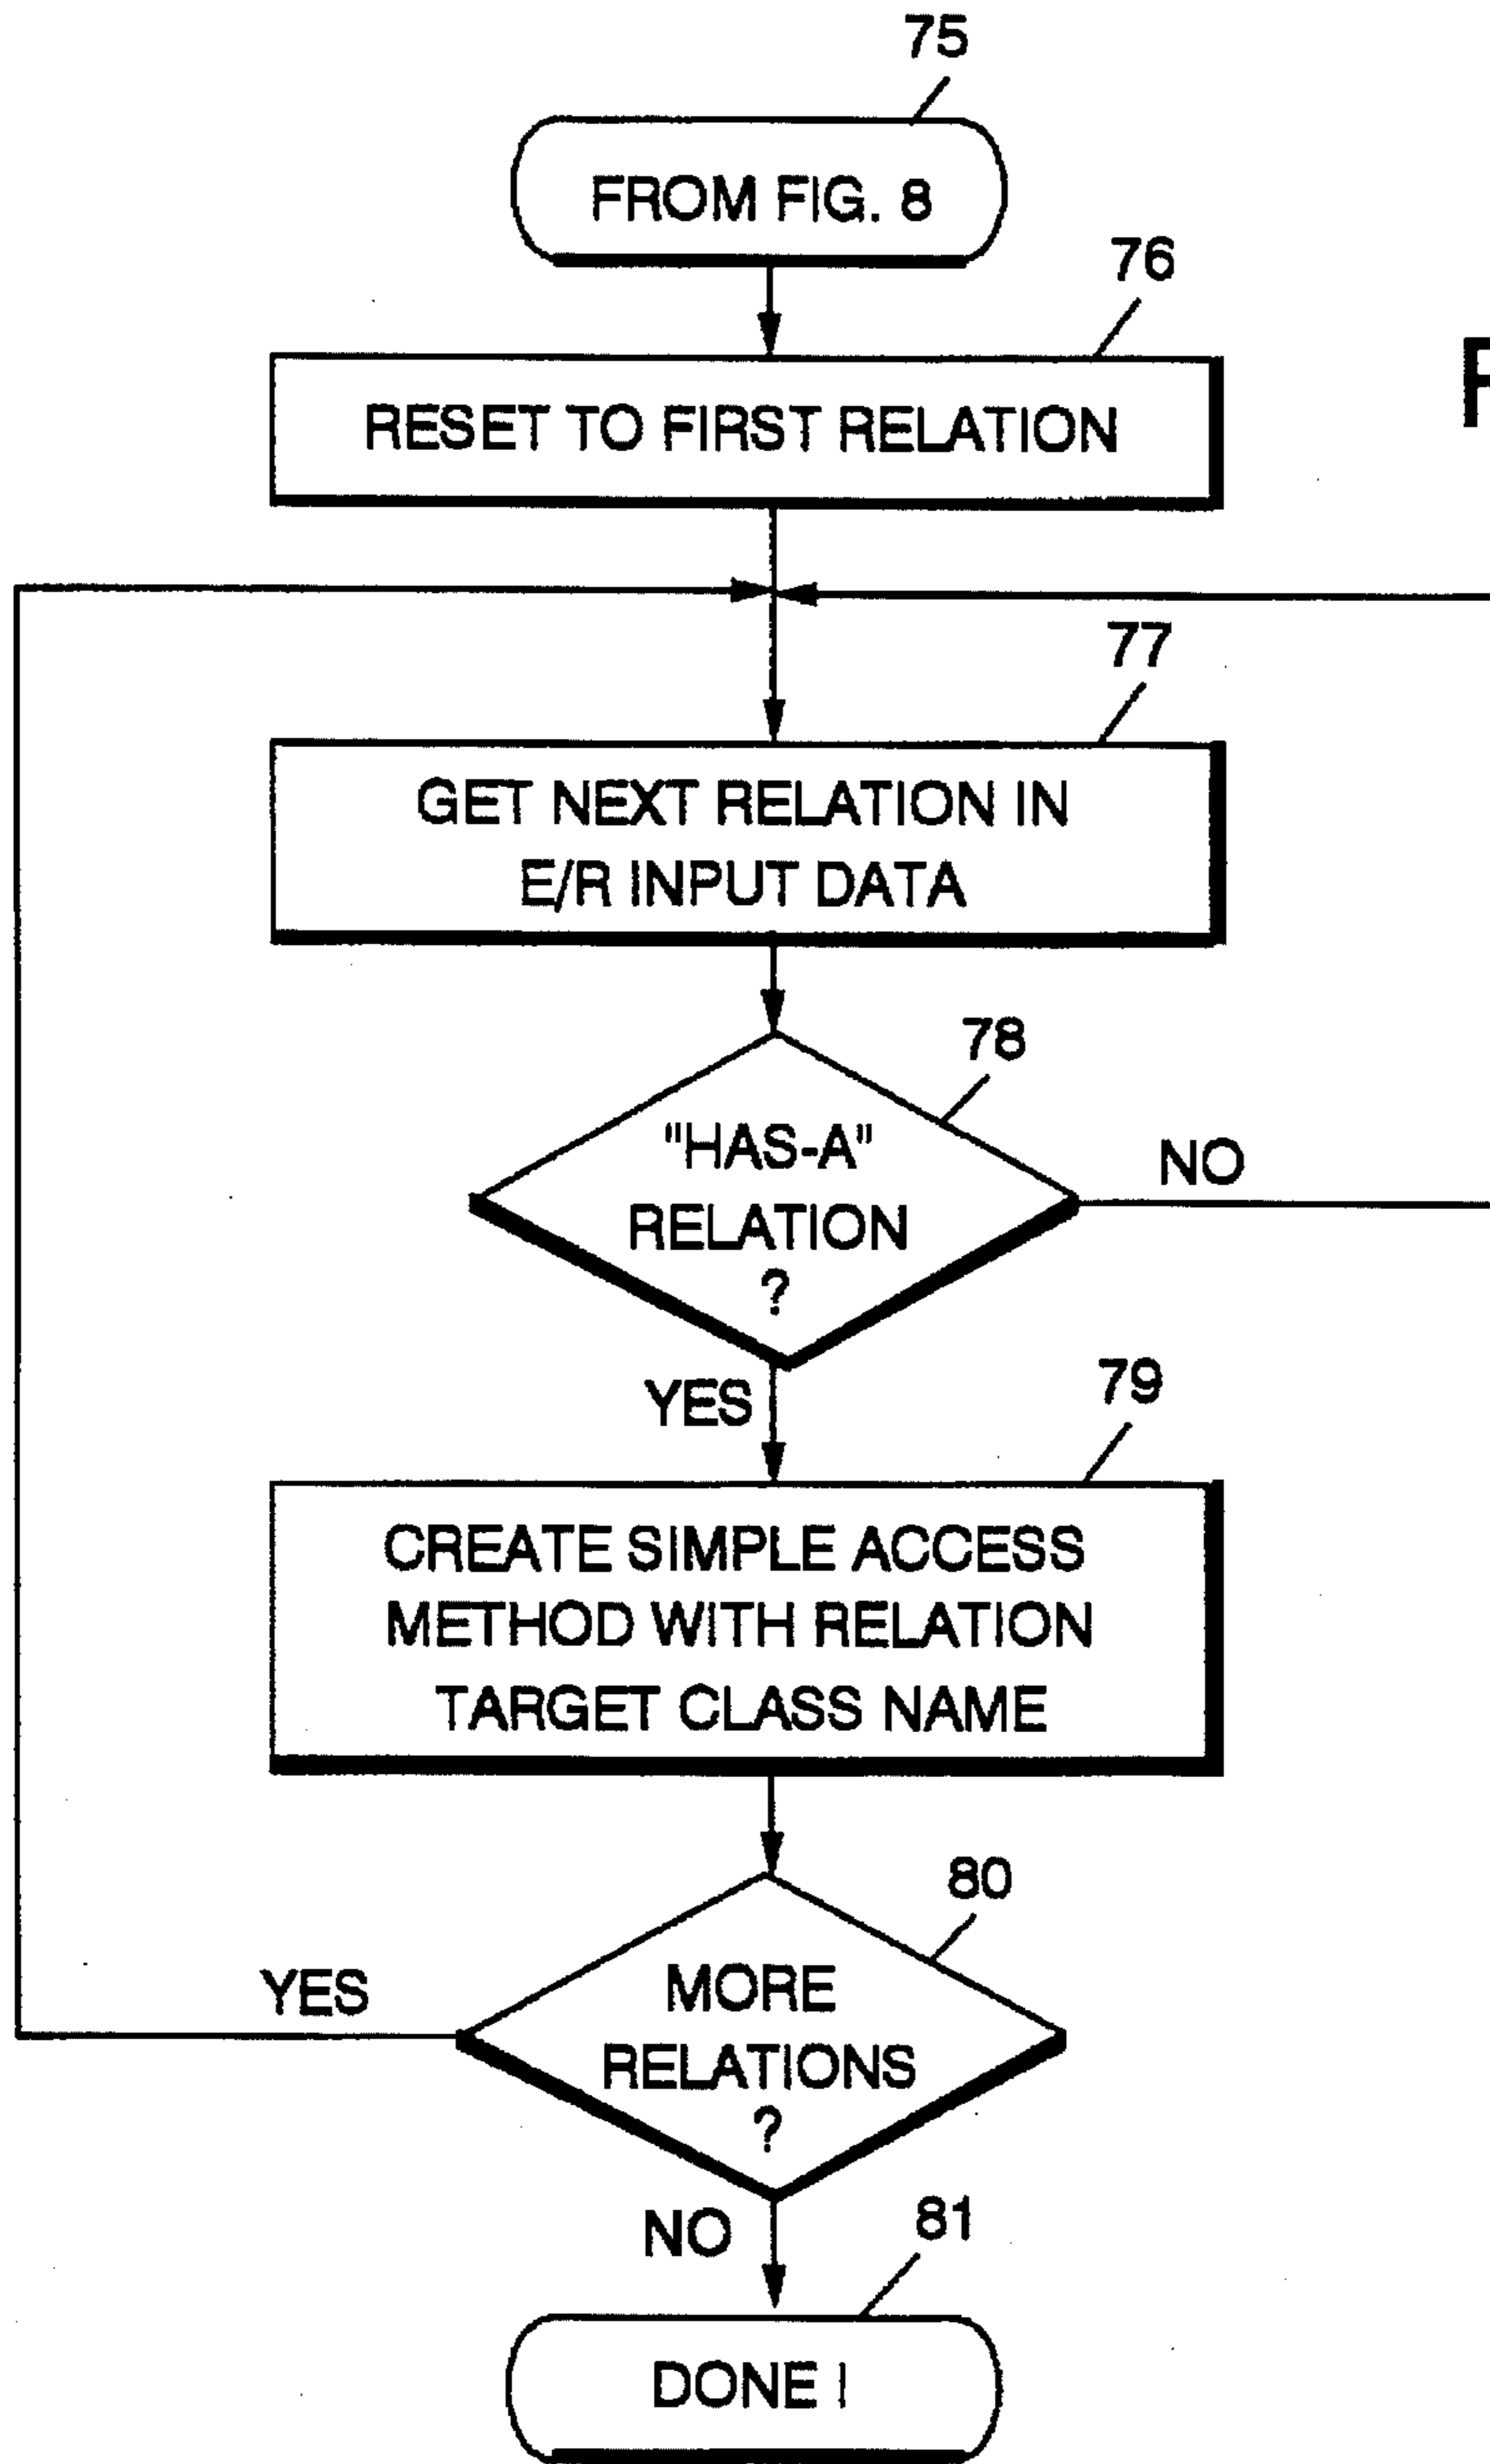 75
FROM FIG. 8
76
RESET TO FIRST RELATION
77
GET NEXT RELATION IN
E/R INPUT DATA
78
"HAS-A"
RELATION
?
NO
YES
79
CREATE SIMPLE ACCESS
METHOD WITH RELATION
TARGET CLASS NAME
80
MORE
RELATIONS
?
YES
NO
81
DONE I